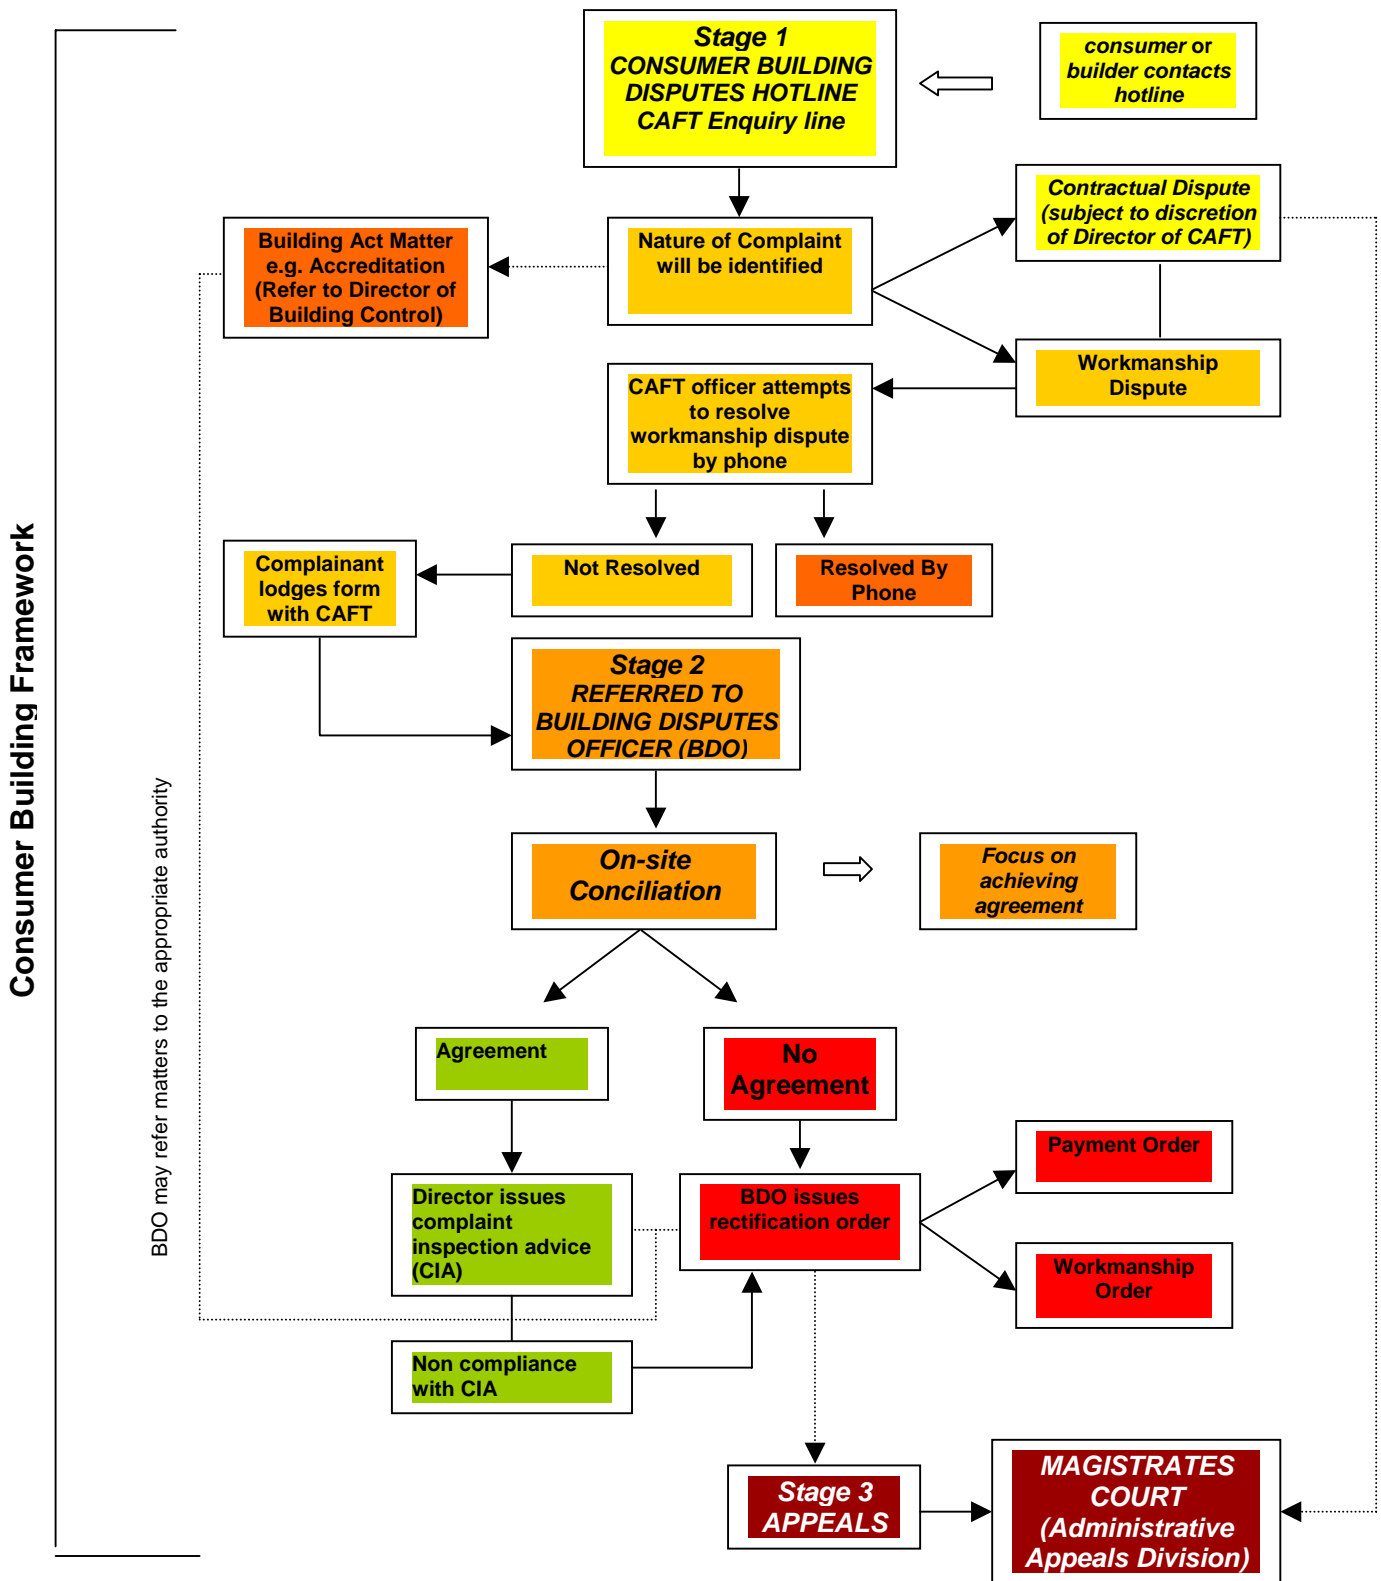 Stage 1
CONSUMER BUILDING
DISPUTES HOTLINE
CAFT Enquiry line
consumer or
builder contacts
hotline
Contractual Dispute
(subject to discretion
of Director of CAFT)
Building Act Matter
e.g. Accreditation
(Refer to Director of
Building Control)
Nature of Complaint
will be identified
Workmanship
Dispute
CAFT officer attempts
to resolve
workmanship dispute
by phone
Complainant
lodges form
with CAFT
Not Resolved
Resolved By
Phone
Stage 2
REFERRED TO
BUILDING DISPUTES
OFFICER (BDO)
Consumer Building Framework
BDO may refer matters to the appropriate authority
On-site
Conciliation
Focus on
achieving
agreement
Agreement
No
Agreement
Director issues
complaint
inspection advice
(CIA)
BDO issues
rectification order
Payment Order
Workmanship
Order
Non compliance
with CIA
Stage 3
APPEALS
MAGISTRATES
COURT
(Administrative
Appeals Division)